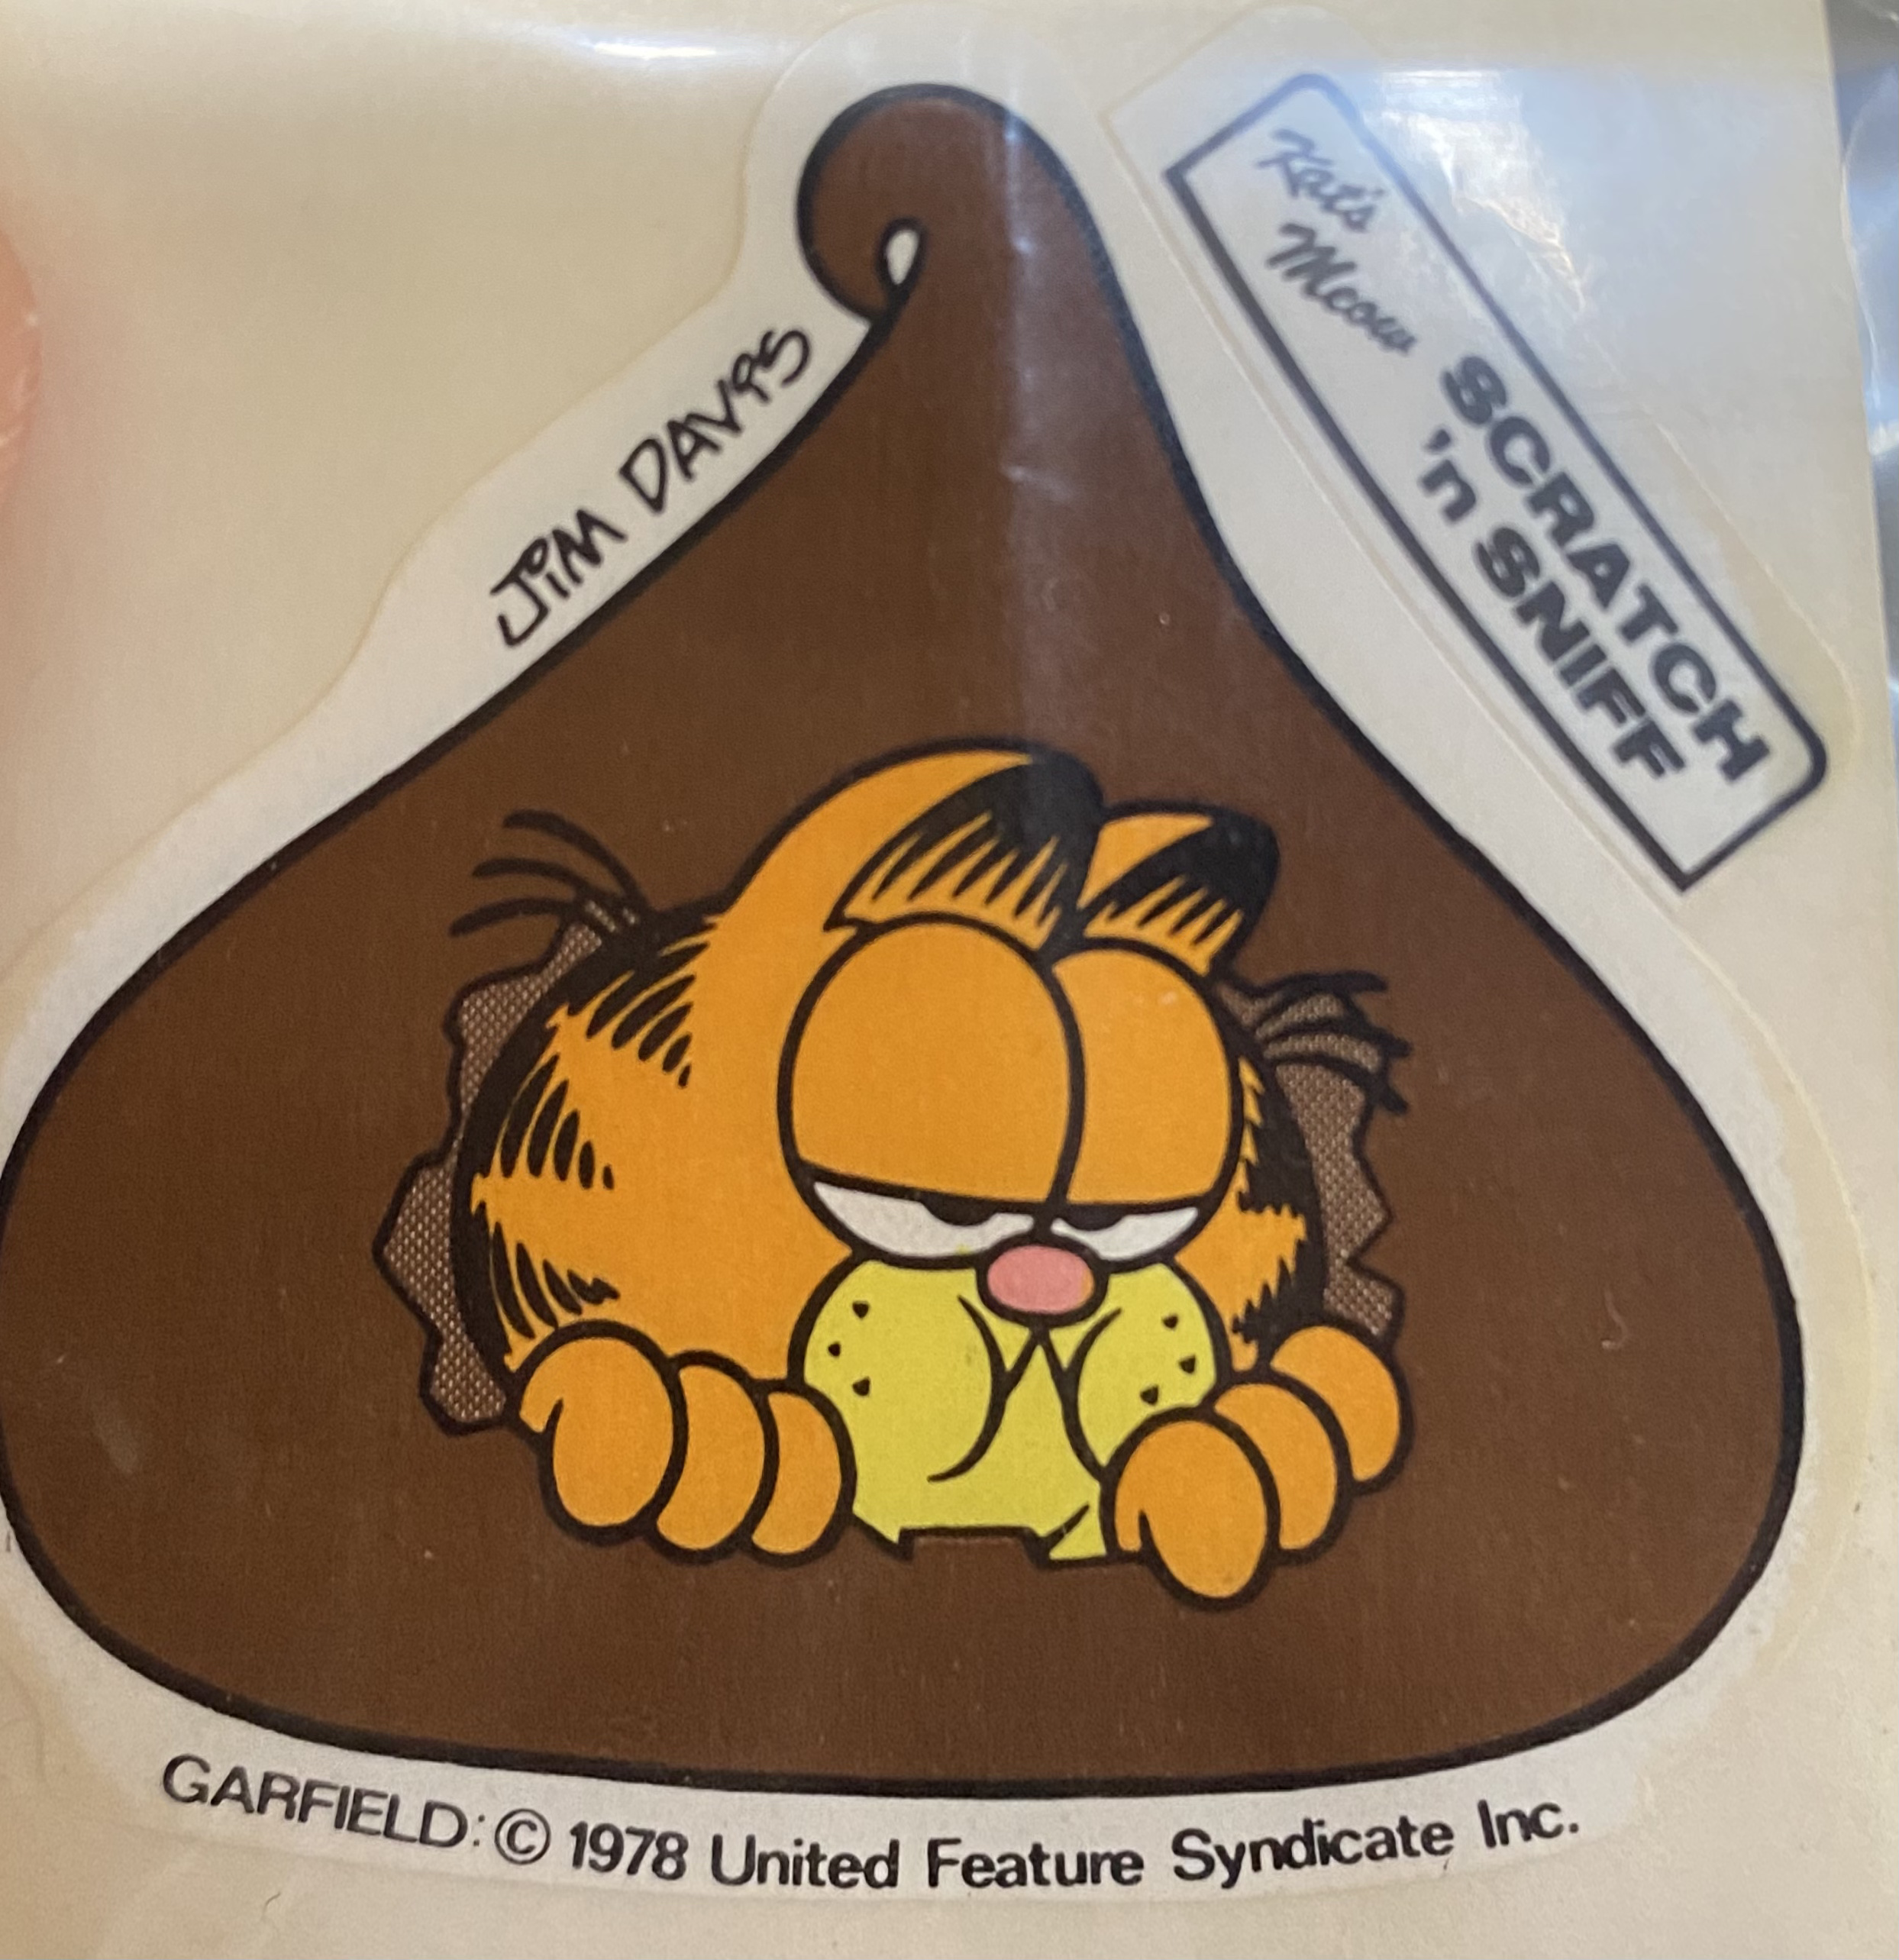 JIM DAVIS
Kat's
Meow
SCRATCH
'n SNIFF
GARFIELD: © 1978 United Feature Syndicate Inc.